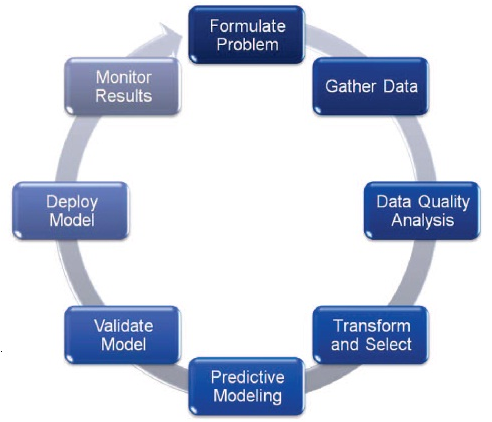 Formulate
Problem
Gather Data
Data Quality
Analysis
Transform
and Select
Predictive
Modeling
Validate
Model
Deploy
Model
Monitor
Results